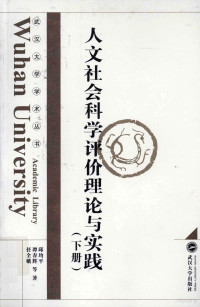 武汉大学学术丛书
Wuhan University
Academic Library
人文社会科学评价理论与实践
(下册)
邱均平
谭春辉
任全娥
等 著
武汉大学出版社